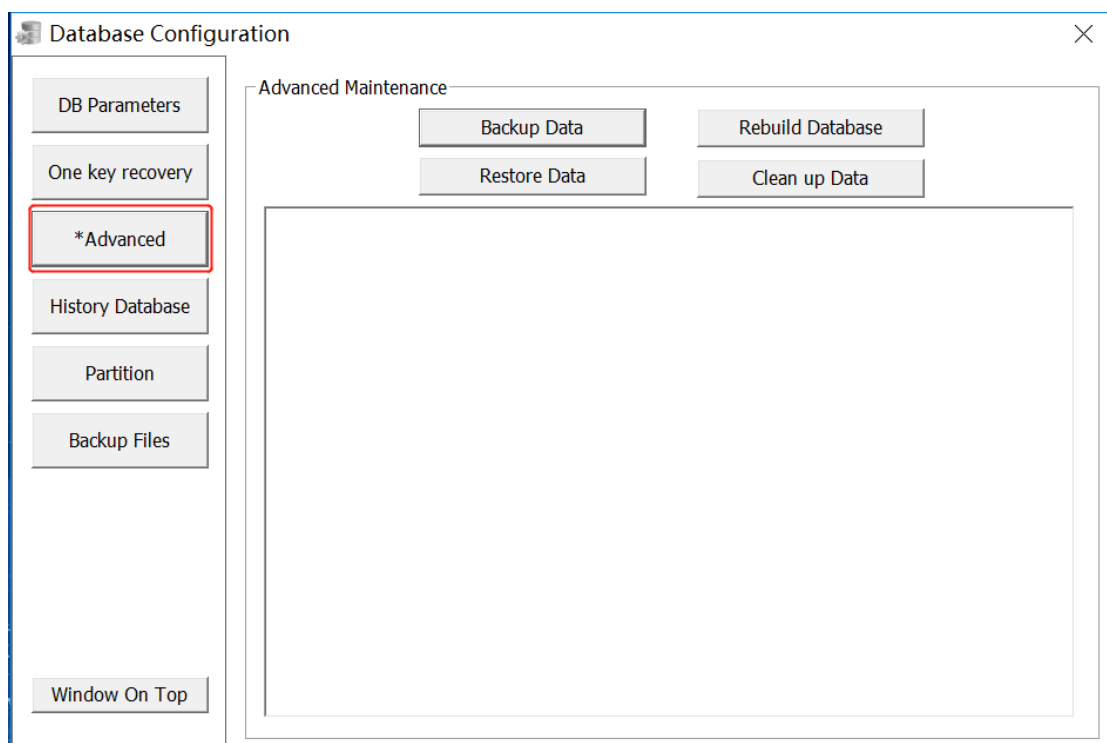 Database Configuration
DB Parameters
One key recovery
*Advanced
History Database
Partition
Backup Files
Window On Top
Advanced Maintenance
Backup Data
Rebuild Database
Restore Data
Clean up Data